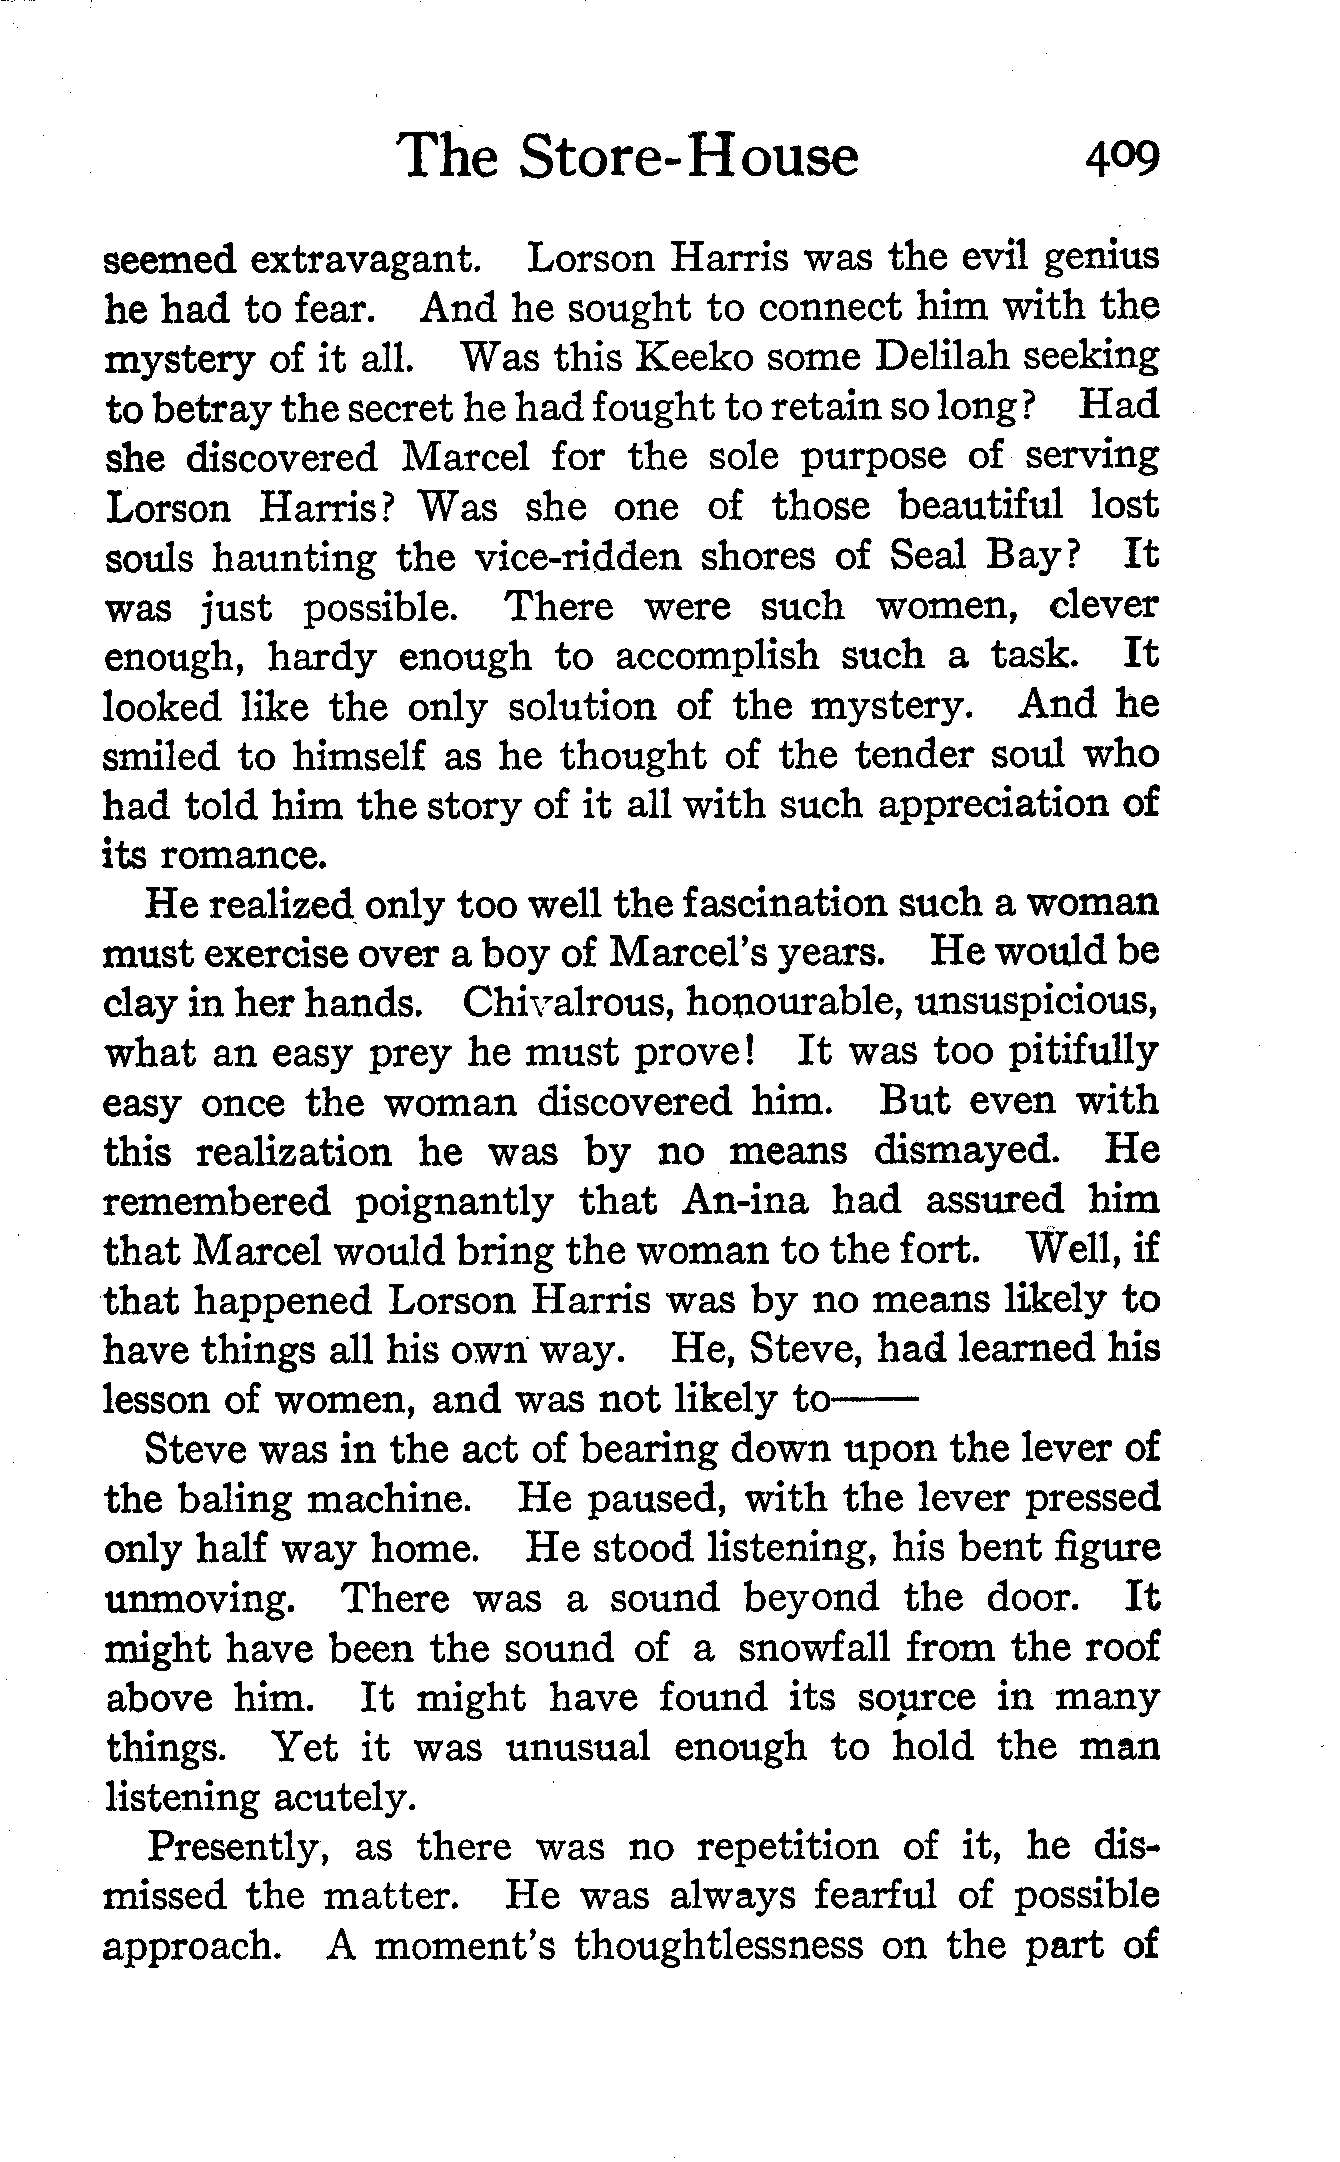 The Store-House 409
seemed extravagant. Lorson Harris was the evil genius
he had to fear. And he sought to connect him with the
mystery of it all. Was this Keeko some Delilah seeking
to betray the secret he had fought to retain so long? Had
she discovered Marcel for the sole purpose of serving
Lorson Harris? Was she one of those beautiful lost
souls haunting the vice-ridden shores of Seal Bay? It
was just possible. There were such women, clever
enough, hardy enough to accomplish such a task. It
looked like the only solution of the mystery. And he
smiled to himself as he thought of the tender soul who
had told him the story of it all with such appreciation of
its romance.
He realized only too well the fascination such a woman
must exercise over a boy of Marcel's years. He would be
clay in her hands. Chivalrous, honourable, unsuspicious,
what an easy prey he must prove! It was too pitifully
easy once the woman discovered him. But even with
this realization he was by no means dismayed. He
remembered poignantly that An-ina had assured him
that Marcel would bring the woman to the fort. Well, if
that happened Lorson Harris was by no means likely to
have things all his own way. He, Steve, had learned his
lesson of women, and was not likely to——
Steve was in the act of bearing down upon the lever of
the baling machine. He paused, with the lever pressed
only half way home. He stood listening, his bent figure
unmoving. There was a sound beyond the door. It
might have been the sound of a snowfall from the roof
above him. It might have found its source in many
things. Yet it was unusual enough to hold the man
listening acutely.
Presently, as there was no repetition of it, he dis-
missed the matter. He was always fearful of possible
approach. A moment's thoughtlessness on the part of